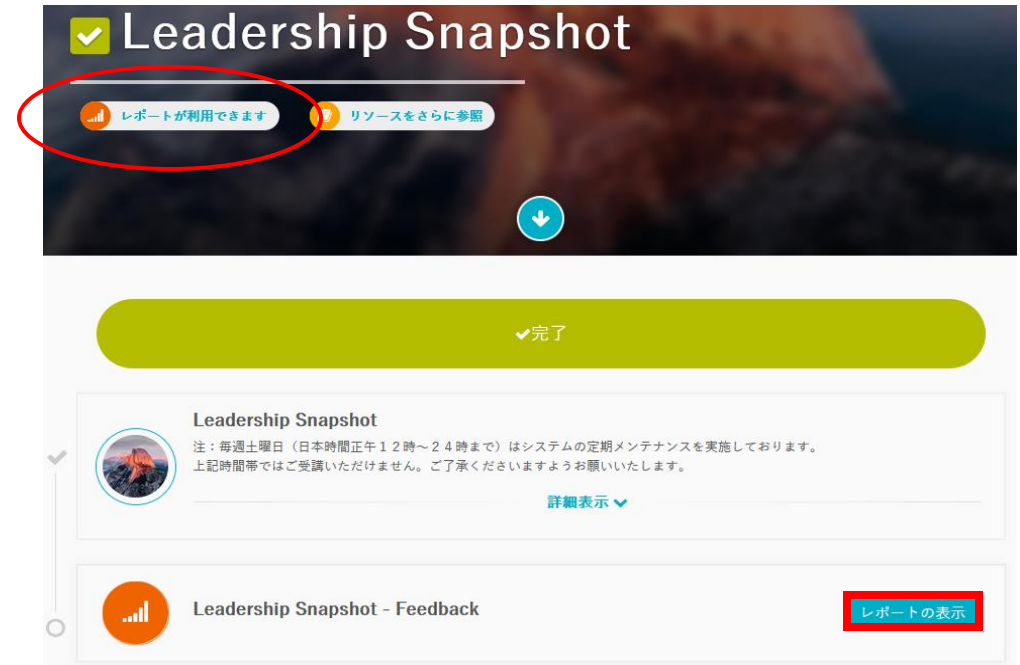 Leadership Snapshot
レポートが利用できます
リソースをさらに参照
完了
Leadership Snapshot
注：毎週土曜日（日本時間正午１２時～２４時まで）はシステムの定期メンテナンスを実施しております。
上記時間帯ではご受講いただけません。ご了承くださいますようお願いいたします。
詳細表示
Leadership Snapshot - Feedback
レポートの表示